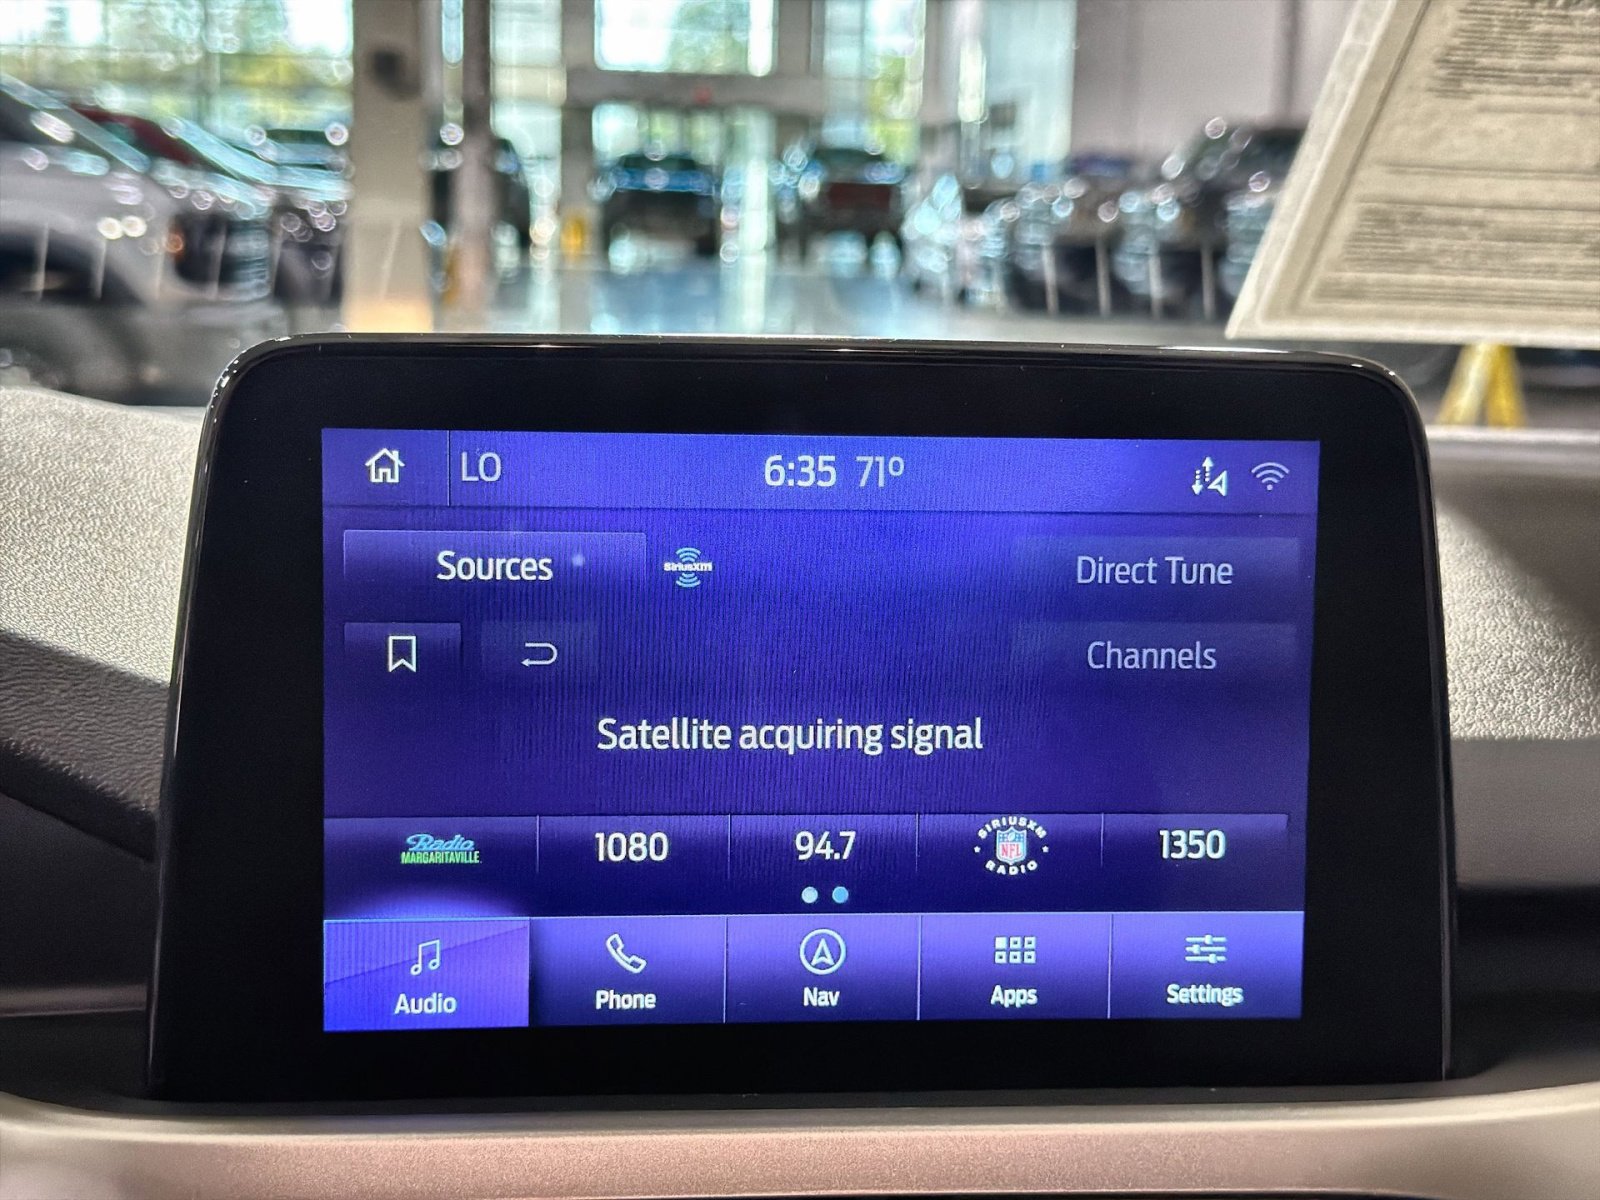 LO
6:35 71°
Sources
SiriusXM
Direct Tune
Channels
Satellite acquiring signal
Radio
MARGARITAVILLE
1080
94.7
SIRIUSXM
NFL
RADIO
1350
Audio
Phone
Nav
Apps
Settings